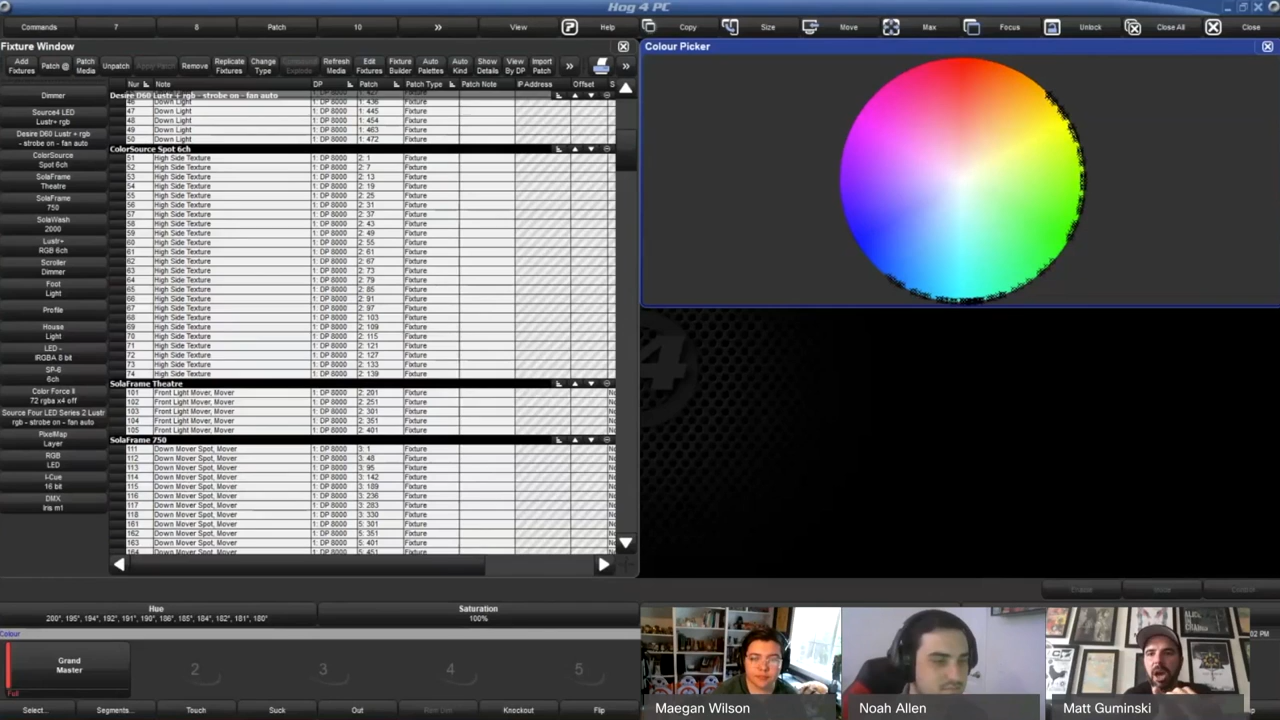 Hog 4 PC
Commands 7 8 Patch 10 » View Help Copy Size Move Max Focus Unlock Close All Close
Fixture Window
Colour Picker
Add Fixtures Patch @ Patch Media Unpatch Remove Replicate Fixtures Change Type Refresh Media Edit Fixtures Fixture Builder Auto Palettes Auto Kind Show Details View By DP Import Patch » »
Num Note DP Patch Patch Type Patch Note IP Address Offset S
Dimmer
Source4 LED
Lustr+ rgb
Desire D60 Lustr + rgb
- strobe on - fan auto
ColorSource
Spot 6ch
SolaFrame
Theatre
SolaFrame
750
SolaWash
2000
Lustr+
RGB 6ch
Scroller
Dimmer
Foot
Light
Profile
House
Light
LED -
IRGBA 8 bit
SP-6
6ch
Color Force II
72 rgba x4 off
Source Four LED Series 2 Lustr
rgb - strobe on - fan auto
PixelMap
Layer
RGB
LED
I-Cue
16 bit
DMX
Iris m1
Desire D60 Lustr + rgb - strobe on - fan auto
46 Down Light 1: DP 8000 1: 436 Fixture
47 Down Light 1: DP 8000 1: 445 Fixture
48 Down Light 1: DP 8000 1: 454 Fixture
49 Down Light 1: DP 8000 1: 463 Fixture
50 Down Light 1: DP 8000 1: 472 Fixture
ColorSource Spot 6ch
51 High Side Texture 1: DP 8000 2: 1 Fixture
52 High Side Texture 1: DP 8000 2: 7 Fixture
53 High Side Texture 1: DP 8000 2: 13 Fixture
54 High Side Texture 1: DP 8000 2: 19 Fixture
55 High Side Texture 1: DP 8000 2: 25 Fixture
56 High Side Texture 1: DP 8000 2: 31 Fixture
57 High Side Texture 1: DP 8000 2: 37 Fixture
58 High Side Texture 1: DP 8000 2: 43 Fixture
59 High Side Texture 1: DP 8000 2: 49 Fixture
60 High Side Texture 1: DP 8000 2: 55 Fixture
61 High Side Texture 1: DP 8000 2: 61 Fixture
62 High Side Texture 1: DP 8000 2: 67 Fixture
63 High Side Texture 1: DP 8000 2: 73 Fixture
64 High Side Texture 1: DP 8000 2: 79 Fixture
65 High Side Texture 1: DP 8000 2: 85 Fixture
66 High Side Texture 1: DP 8000 2: 91 Fixture
67 High Side Texture 1: DP 8000 2: 97 Fixture
68 High Side Texture 1: DP 8000 2: 103 Fixture
69 High Side Texture 1: DP 8000 2: 109 Fixture
70 High Side Texture 1: DP 8000 2: 115 Fixture
71 High Side Texture 1: DP 8000 2: 121 Fixture
72 High Side Texture 1: DP 8000 2: 127 Fixture
73 High Side Texture 1: DP 8000 2: 133 Fixture
74 High Side Texture 1: DP 8000 2: 139 Fixture
SolaFrame Theatre
101 Front Light Mover, Mover 1: DP 8000 2: 201 Fixture
102 Front Light Mover, Mover 1: DP 8000 2: 251 Fixture
103 Front Light Mover, Mover 1: DP 8000 2: 301 Fixture
104 Front Light Mover, Mover 1: DP 8000 2: 351 Fixture
105 Front Light Mover, Mover 1: DP 8000 2: 401 Fixture
SolaFrame 750
111 Down Mover Spot, Mover 1: DP 8000 3: 1 Fixture
112 Down Mover Spot, Mover 1: DP 8000 3: 48 Fixture
113 Down Mover Spot, Mover 1: DP 8000 3: 95 Fixture
114 Down Mover Spot, Mover 1: DP 8000 3: 142 Fixture
115 Down Mover Spot, Mover 1: DP 8000 3: 189 Fixture
116 Down Mover Spot, Mover 1: DP 8000 3: 236 Fixture
117 Down Mover Spot, Mover 1: DP 8000 3: 283 Fixture
118 Down Mover Spot, Mover 1: DP 8000 3: 330 Fixture
161 Down Mover Spot, Mover 1: DP 8000 5: 301 Fixture
162 Down Mover Spot, Mover 1: DP 8000 5: 351 Fixture
163 Down Mover Spot, Mover 1: DP 8000 5: 401 Fixture
164 Down Mover Spot, Mover 1: DP 8000 5: 451 Fixture
Hue
200°, 195°, 194°, 192°, 191°, 190°, 186°, 185°, 184°, 182°, 181°, 180°
Saturation
100%
Colour
Grand
Master
Full
2 3 4 5
Select... Segments... Touch Suck Out Knockout Flip
Maegan Wilson
Noah Allen
Matt Guminski